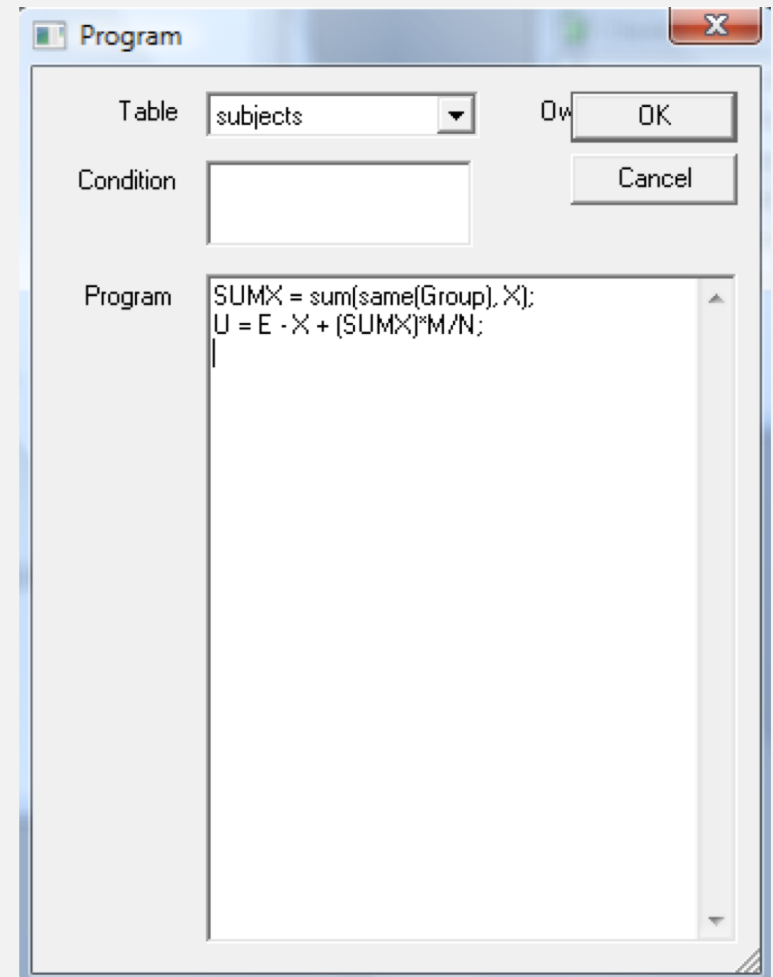 Program
Table subjects Ow OK
Condition Cancel
Program SUMX = sum(same(Group), X);
U = E - X + (SUMX)*M/N;